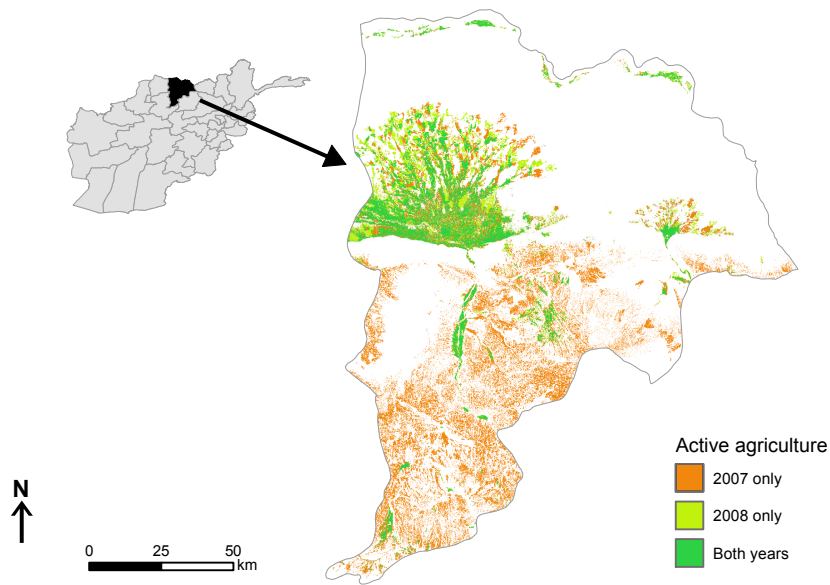 Active agriculture
2007 only
2008 only
Both years
N
0 25 50
km